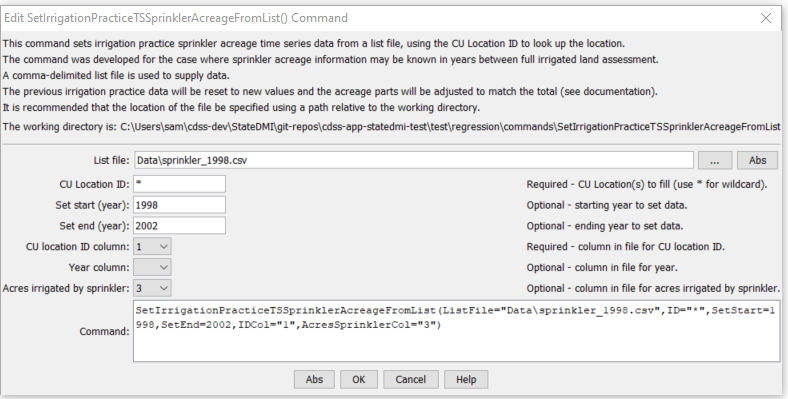 Edit SetIrrigationPracticeTSSprinklerAcreageFromList() Command
This command sets irrigation practice sprinkler acreage time series data from a list file, using the CU Location ID to look up the location.
The command was developed for the case where sprinkler acreage information may be known in years between full irrigated land assessment.
A comma-delimited list file is used to supply data.
The previous irrigation practice data will be reset to new values and the acreage parts will be adjusted to match the total (see documentation).
It is recommended that the location of the file be specified using a path relative to the working directory.
The working directory is: C:\Users\sam\cdss-dev\StateDMI\git-repos\cdss-app-statedmi-test\test\regression\commands\SetIrrigationPracticeTSSprinklerAcreageFromList
List file: Data\sprinkler_1998.csv ... Abs
CU Location ID: * Required - CU Location(s) to fill (use * for wildcard).
Set start (year): 1998 Optional - starting year to set data.
Set end (year): 2002 Optional - ending year to set data.
CU location ID column: 1 Required - column in file for CU location ID.
Year column: Optional - column in file for year.
Acres irrigated by sprinkler: 3 Optional - column in file for acres irrigated by sprinkler.
Command: SetIrrigationPracticeTSSprinklerAcreageFromList(ListFile="Data\sprinkler_1998.csv",ID="*",SetStart=1
998,SetEnd=2002,IDCol="1",AcresSprinklerCol="3")
Abs OK Cancel Help